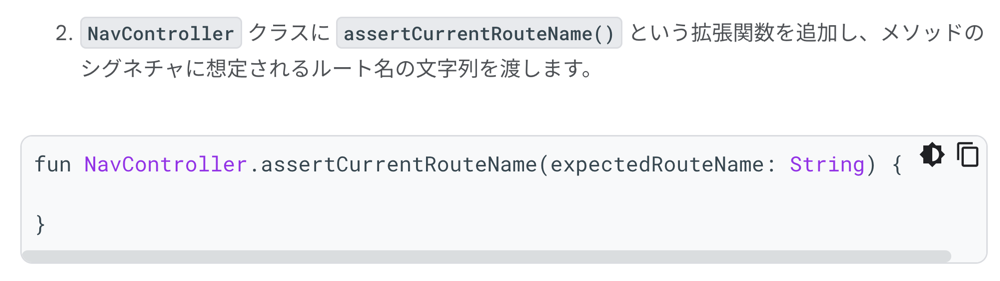 2. NavController クラスに assertCurrentRouteName() という拡張関数を追加し、メソッドの
シグネチャに想定されるルート名の文字列を渡します。
fun NavController.assertCurrentRouteName(expectedRouteName: String) {
}